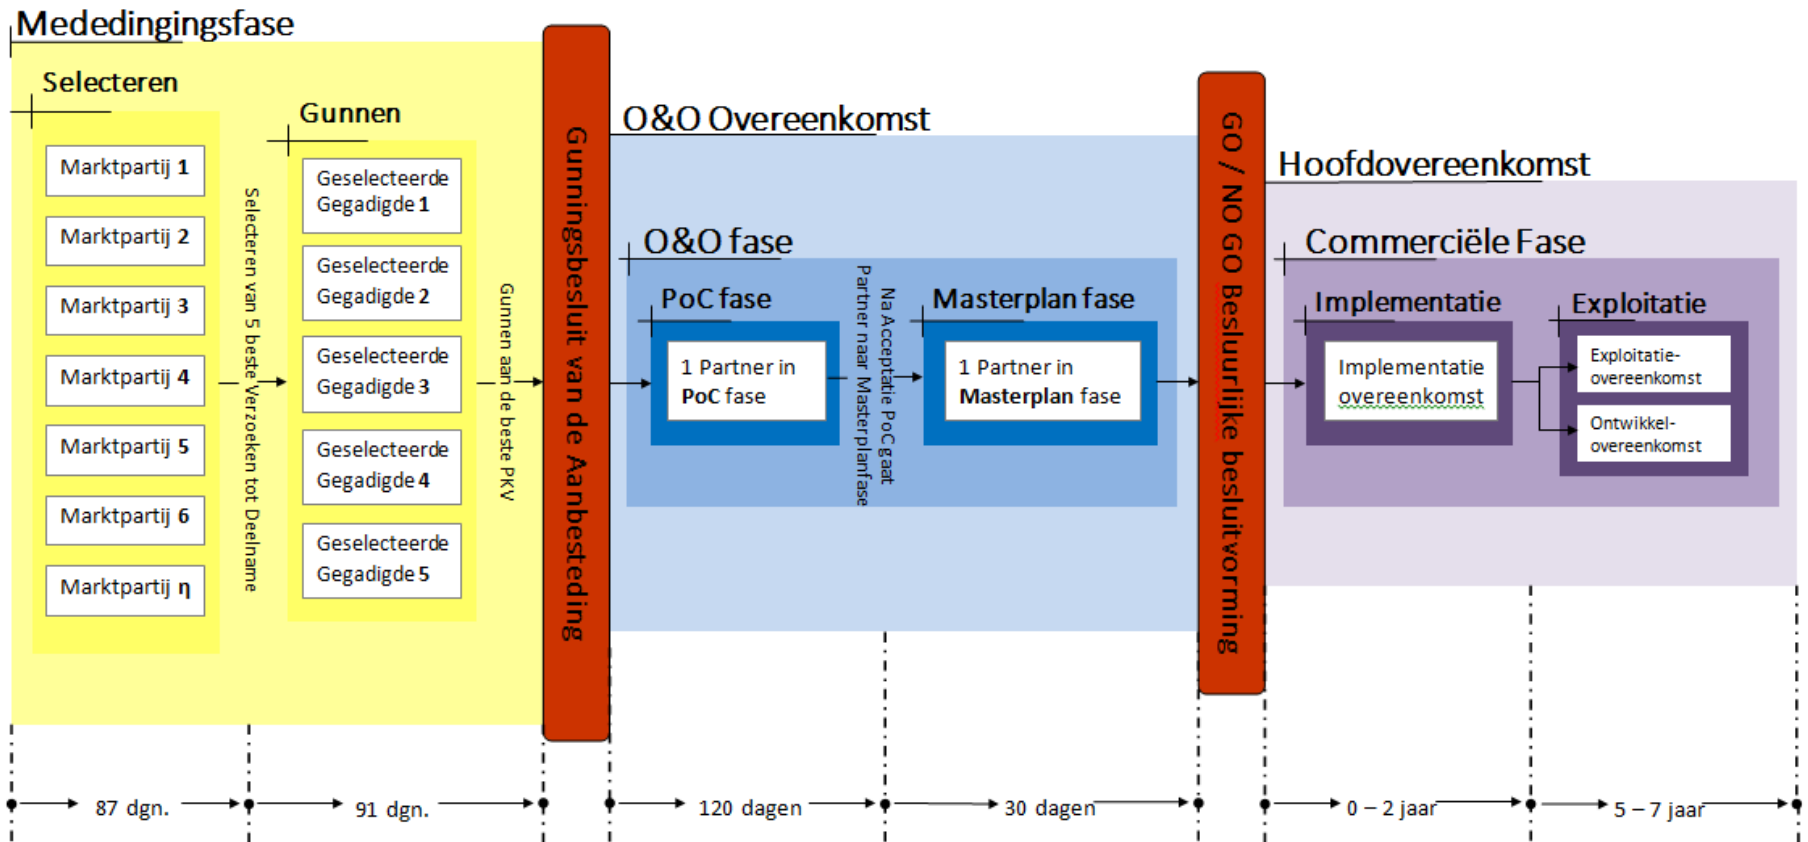 Mededingingsfase
Selecteren
Marktpartij 1
Marktpartij 2
Marktpartij 3
Marktpartij 4
Marktpartij 5
Marktpartij 6
Marktpartij η
Selecteren van 5 beste Verzoeken tot Deelname
Gunnen
Geselecteerde
Gegadigde 1
Geselecteerde
Gegadigde 2
Geselecteerde
Gegadigde 3
Geselecteerde
Gegadigde 4
Geselecteerde
Gegadigde 5
Gunnen aan de beste PKV
Gunningsbesluit van de Aanbesteding
O&O Overeenkomst
O&O fase
PoC fase
1 Partner in
PoC fase
Na Acceptatie PoC gaat
Partner naar Masterplanfase
Masterplan fase
1 Partner in
Masterplan fase
GO / NO GO Besluurlijke besluitvorming
Hoofdovereenkomst
Commerciële Fase
Implementatie
Implementatie
overeenkomst
Exploitatie
Exploitatie-
overeenkomst
Ontwikkel-
overeenkomst
87 dgn.
91 dgn.
120 dagen
30 dagen
0 – 2 jaar
5 – 7 jaar